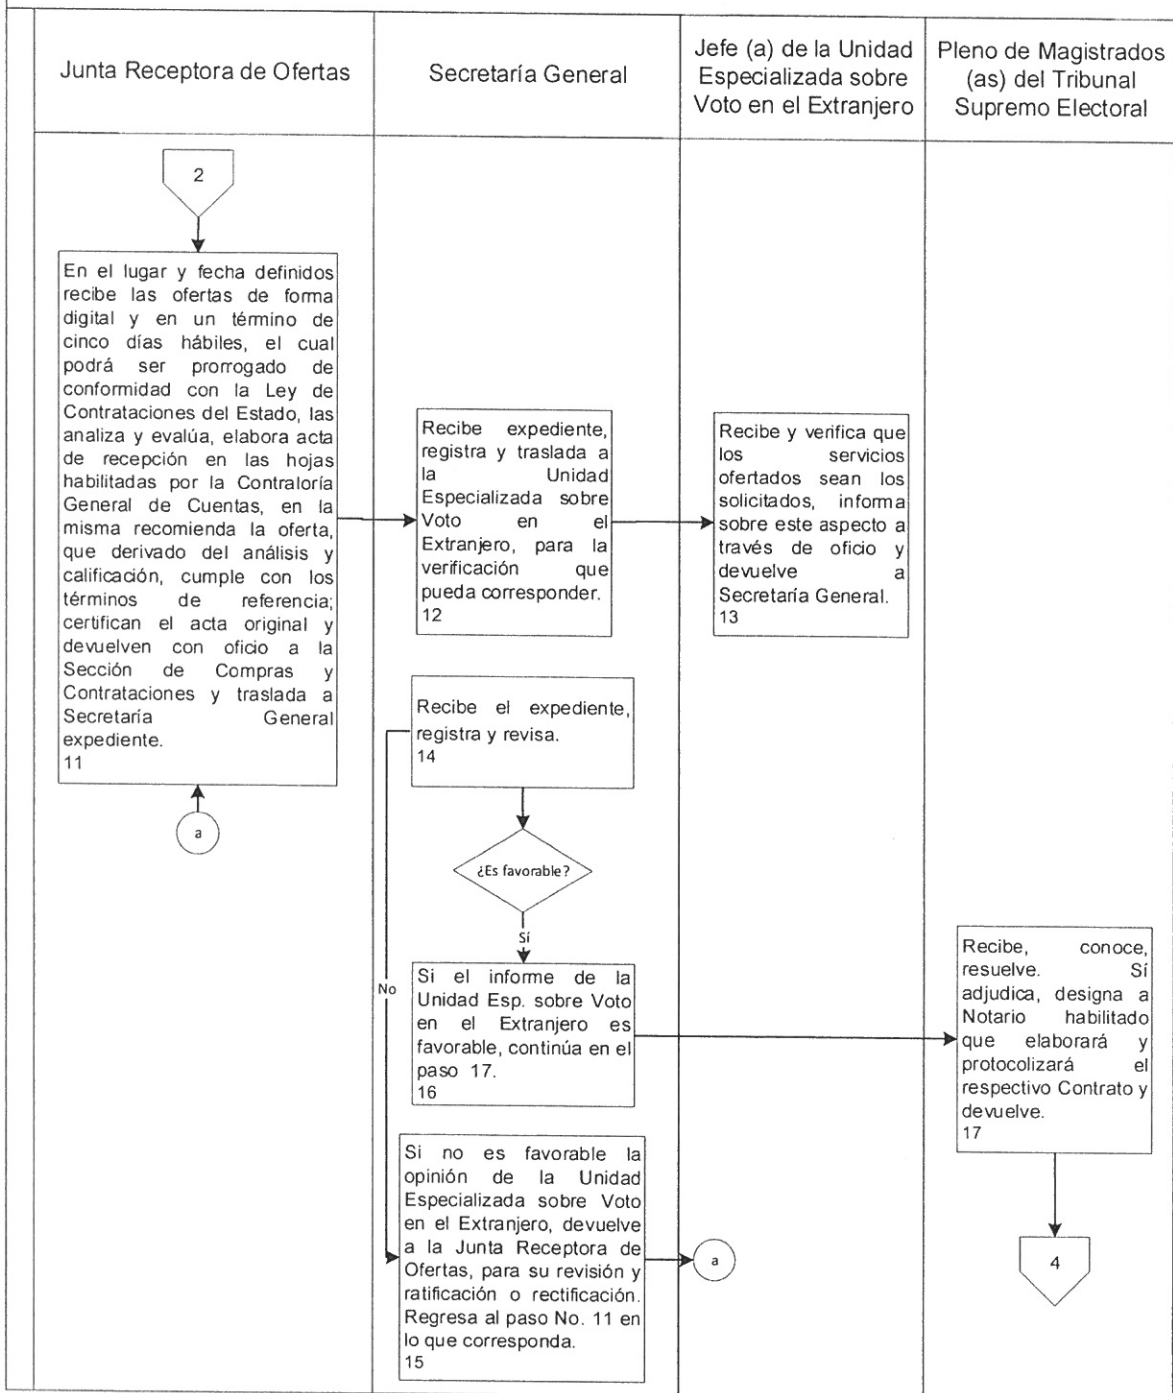 Junta Receptora de Ofertas
Secretaría General
Jefe (a) de la Unidad
Especializada sobre
Voto en el Extranjero
Pleno de Magistrados
(as) del Tribunal
Supremo Electoral
2
En el lugar y fecha definidos
recibe las ofertas de forma
digital y en un término de
cinco días hábiles, el cual
podrá ser prorrogado de
conformidad con la Ley de
Contrataciones del Estado, las
analiza y evalúa, elabora acta
de recepción en las hojas
habilitadas por la Contraloría
General de Cuentas, en la
misma recomienda la oferta,
que derivado del análisis y
calificación, cumple con los
términos de referencia;
certifican el acta original y
devuelven con oficio a la
Sección de Compras y
Contrataciones y traslada a
Secretaría General
expediente.
11
a
Recibe expediente,
registra y traslada a
la Unidad
Especializada sobre
Voto en el
Extranjero, para la
verificación que
pueda corresponder.
12
Recibe y verifica que
los servicios
ofertados sean los
solicitados, informa
sobre este aspecto a
través de oficio y
devuelve a
Secretaría General.
13
Recibe el expediente,
registra y revisa.
14
¿Es favorable?
Sí
No
Si el informe de la
Unidad Esp. sobre Voto
en el Extranjero es
favorable, continúa en el
paso 17.
16
Si no es favorable la
opinión de la Unidad
Especializada sobre Voto
en el Extranjero, devuelve
a la Junta Receptora de
Ofertas, para su revisión y
ratificación o rectificación.
Regresa al paso No. 11 en
lo que corresponda.
15
a
Recibe, conoce,
resuelve. Sí
adjudica, designa a
Notario habilitado
que elaborará y
protocolizará el
respectivo Contrato y
devuelve.
17
4